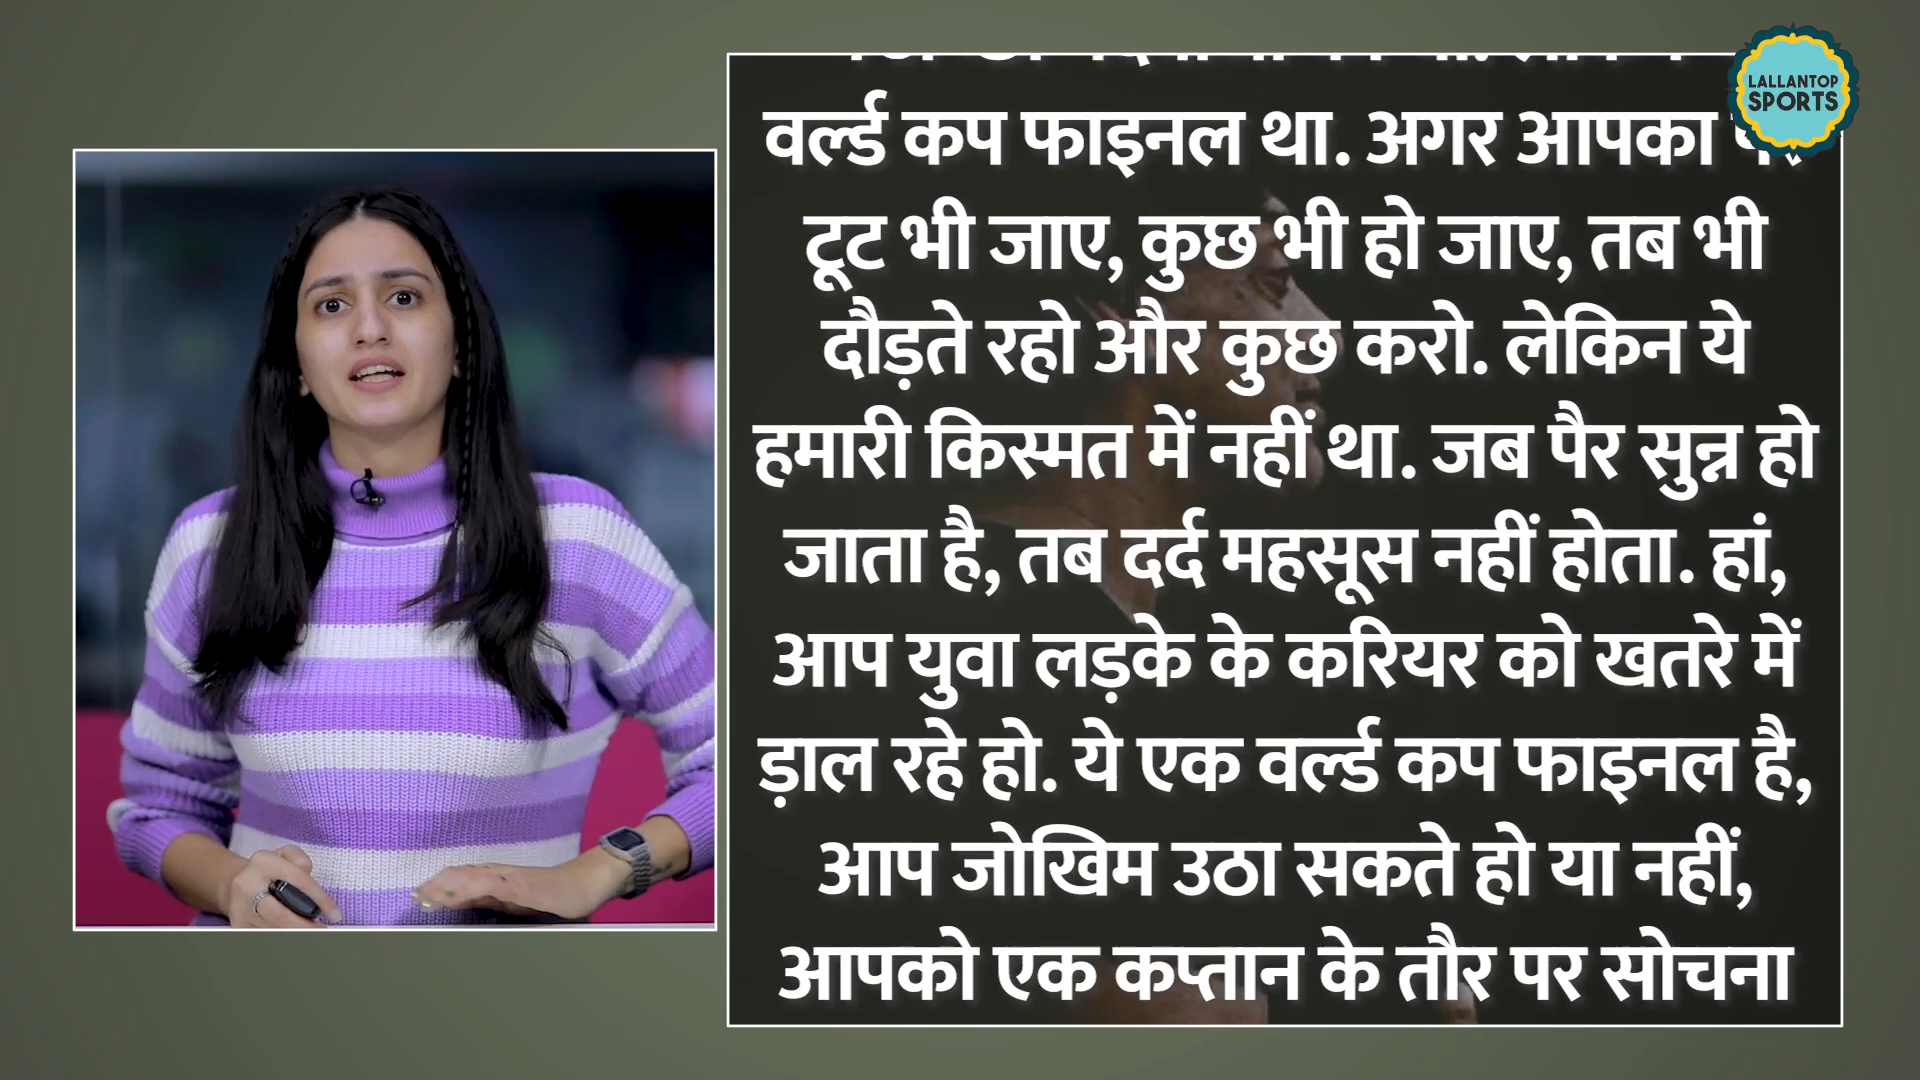 LALLANTOP
SPORTS
वर्ल्ड कप फाइनल था. अगर आपका
टूट भी जाए, कुछ भी हो जाए, तब भी
दौड़ते रहो और कुछ करो. लेकिन ये
हमारी किस्मत में नहीं था. जब पैर सुन्न हो
जाता है, तब दर्द महसूस नहीं होता. हां,
आप युवा लड़के के करियर को खतरे में
ड़ाल रहे हो. ये एक वर्ल्ड कप फाइनल है,
आप जोखिम उठा सकते हो या नहीं,
आपको एक कप्तान के तौर पर सोचना